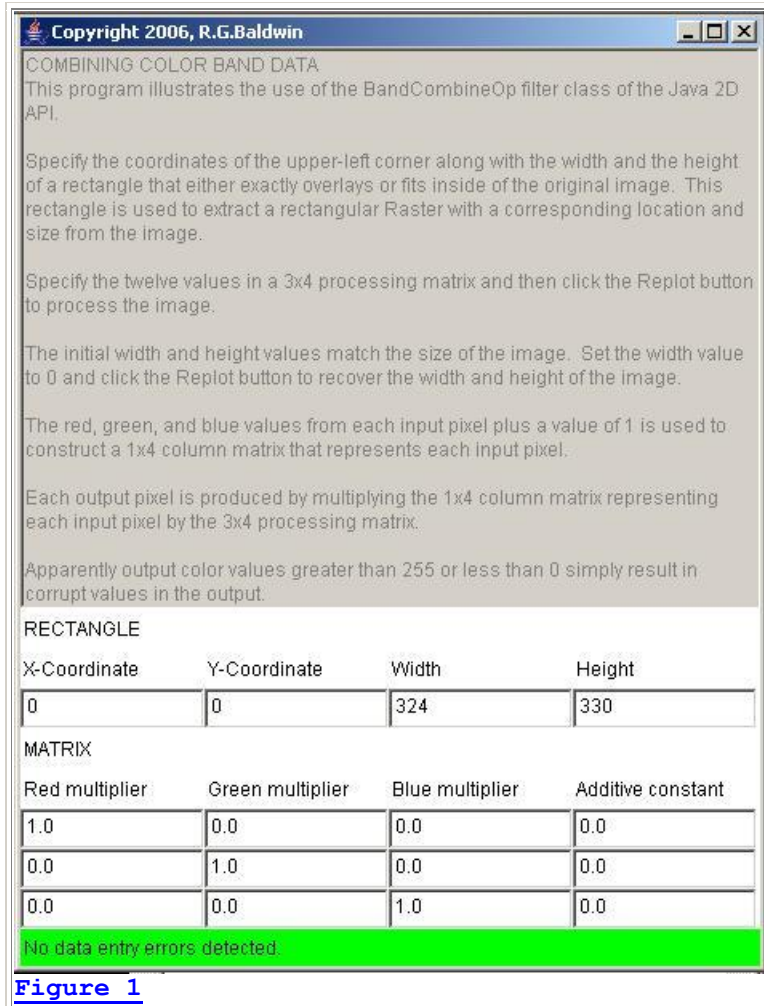 Copyright 2006, R.G.Baldwin
COMBINING COLOR BAND DATA
This program illustrates the use of the BandCombineOp filter class of the Java 2D
API.
Specify the coordinates of the upper-left corner along with the width and the height
of a rectangle that either exactly overlays or fits inside of the original image. This
rectangle is used to extract a rectangular Raster with a corresponding location and
size from the image.
Specify the twelve values in a 3x4 processing matrix and then click the Replot button
to process the image.
The initial width and height values match the size of the image. Set the width value
to 0 and click the Replot button to recover the width and height of the image.
The red, green, and blue values from each input pixel plus a value of 1 is used to
construct a 1x4 column matrix that represents each input pixel.
Each output pixel is produced by multiplying the 1x4 column matrix representing
each input pixel by the 3x4 processing matrix.
Apparently output color values greater than 255 or less than 0 simply result in
corrupt values in the output.
RECTANGLE
X-Coordinate Y-Coordinate Width Height
0 0 324 330
MATRIX
Red multiplier Green multiplier Blue multiplier Additive constant
1.0 0.0 0.0 0.0
0.0 1.0 0.0 0.0
0.0 0.0 1.0 0.0
No data entry errors detected.
Figure 1